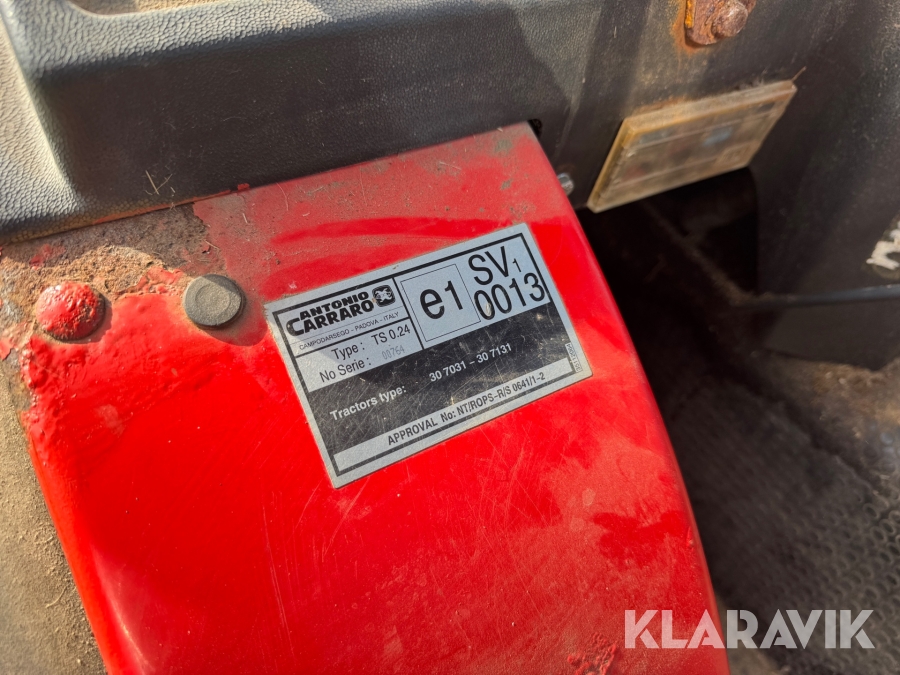 ANTONIO
CARRARO
CAMPODARSEGO - PADOVA - ITALY
Type : TS 0.24
No Serie : 00764
e1
SV1
0013
Tractors type: 30 7031 - 30 7131
APPROVAL No: NT/ROPS-R/S 0641/1-2
KLARAVIK